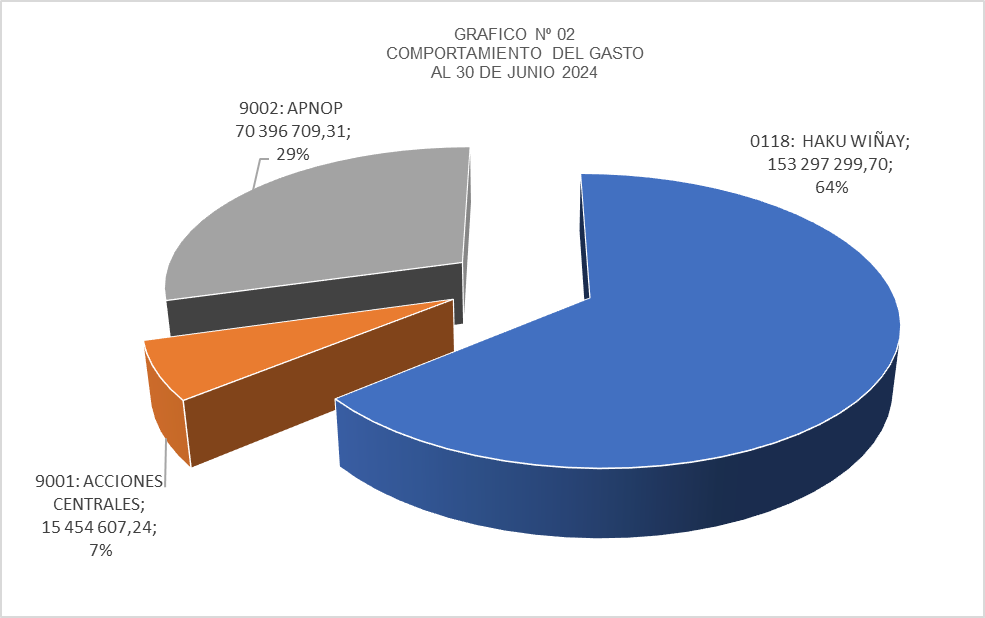 GRAFICO Nº 02
COMPORTAMIENTO DEL GASTO
AL 30 DE JUNIO 2024
9002: APNOP
70 396 709,31;
29%
0118: HAKU WIÑAY;
153 297 299,70;
64%
9001: ACCIONES
CENTRALES;
15 454 607,24;
7%